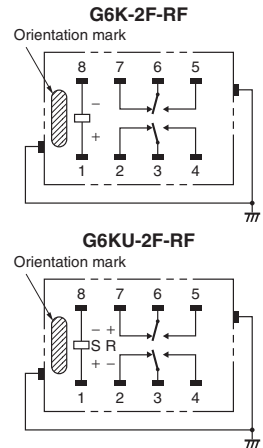 G6K-2F-RF
Orientation mark
8 7 6 5
−
+
1 2 3 4
G6KU-2F-RF
Orientation mark
8 7 6 5
− +
S R
+ −
1 2 3 4